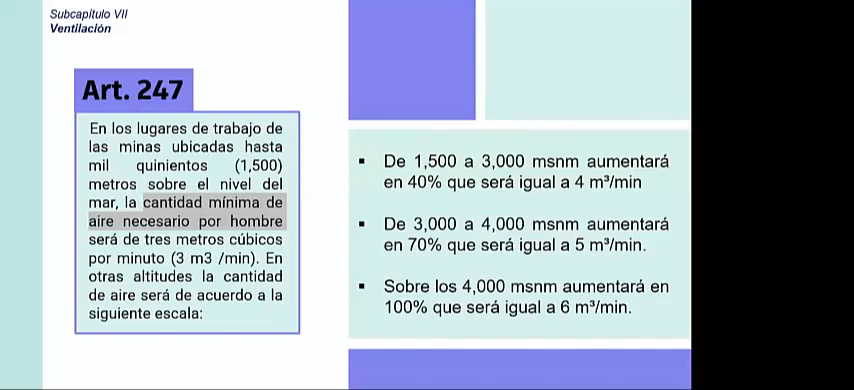 Subcapítulo VII
Ventilación
Art. 247
En los lugares de trabajo de
las minas ubicadas hasta
mil quinientos (1,500)
metros sobre el nivel del
mar, la cantidad mínima de
aire necesario por hombre
será de tres metros cúbicos
por minuto (3 m3 /min). En
otras altitudes la cantidad
de aire será de acuerdo a la
siguiente escala:
▪ De 1,500 a 3,000 msnm aumentará
en 40% que será igual a 4 m³/min
▪ De 3,000 a 4,000 msnm aumentará
en 70% que será igual a 5 m³/min.
▪ Sobre los 4,000 msnm aumentará en
100% que será igual a 6 m³/min.